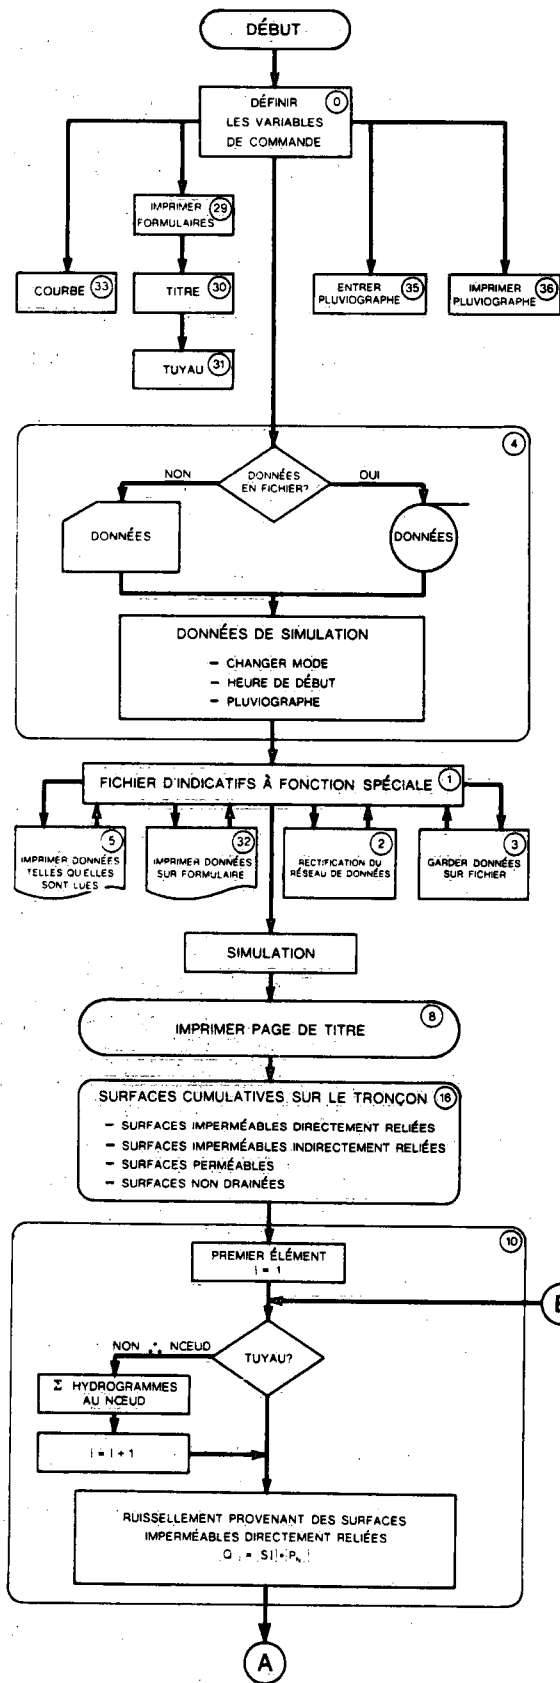 DÉBUT
0
DÉFINIR
LES VARIABLES
DE COMMANDE
IMPRIMER 29
FORMULAIRES
COURBE 33
TITRE 30
ENTRER 35
PLUVIOGRAPHE
IMPRIMER 36
PLUVIOGRAPHE
TUYAU 31
4
NON
DONNÉES
EN FICHIER?
OUI
DONNÉES
DONNÉES
DONNÉES DE SIMULATION
- CHANGER MODE
- HEURE DE DÉBUT
- PLUVIOGRAPHE
FICHIER D'INDICATIFS À FONCTION SPÉCIALE 1
5
IMPRIMER DONNÉES
TELLES QU'ELLES
SONT LUES
32
IMPRIMER DONNÉES
SUR FORMULAIRE
2
RECTIFICATION DU
RÉSEAU DE DONNÉES
3
GARDER DONNÉES
SUR FICHIER
SIMULATION
8
IMPRIMER PAGE DE TITRE
SURFACES CUMULATIVES SUR LE TRONÇON 16
- SURFACES IMPERMÉABLES DIRECTEMENT RELIÉES
- SURFACES IMPERMÉABLES INDIRECTEMENT RELIÉES
- SURFACES PERMÉABLES
- SURFACES NON DRAINÉES
10
PREMIER ÉLÉMENT
I = 1
NON ∴ NŒUD
TUYAU?
Σ HYDROGRAMMES
AU NŒUD
I = I + 1
RUISSELLEMENT PROVENANT DES SURFACES
IMPERMÉABLES DIRECTEMENT RELIÉES
A